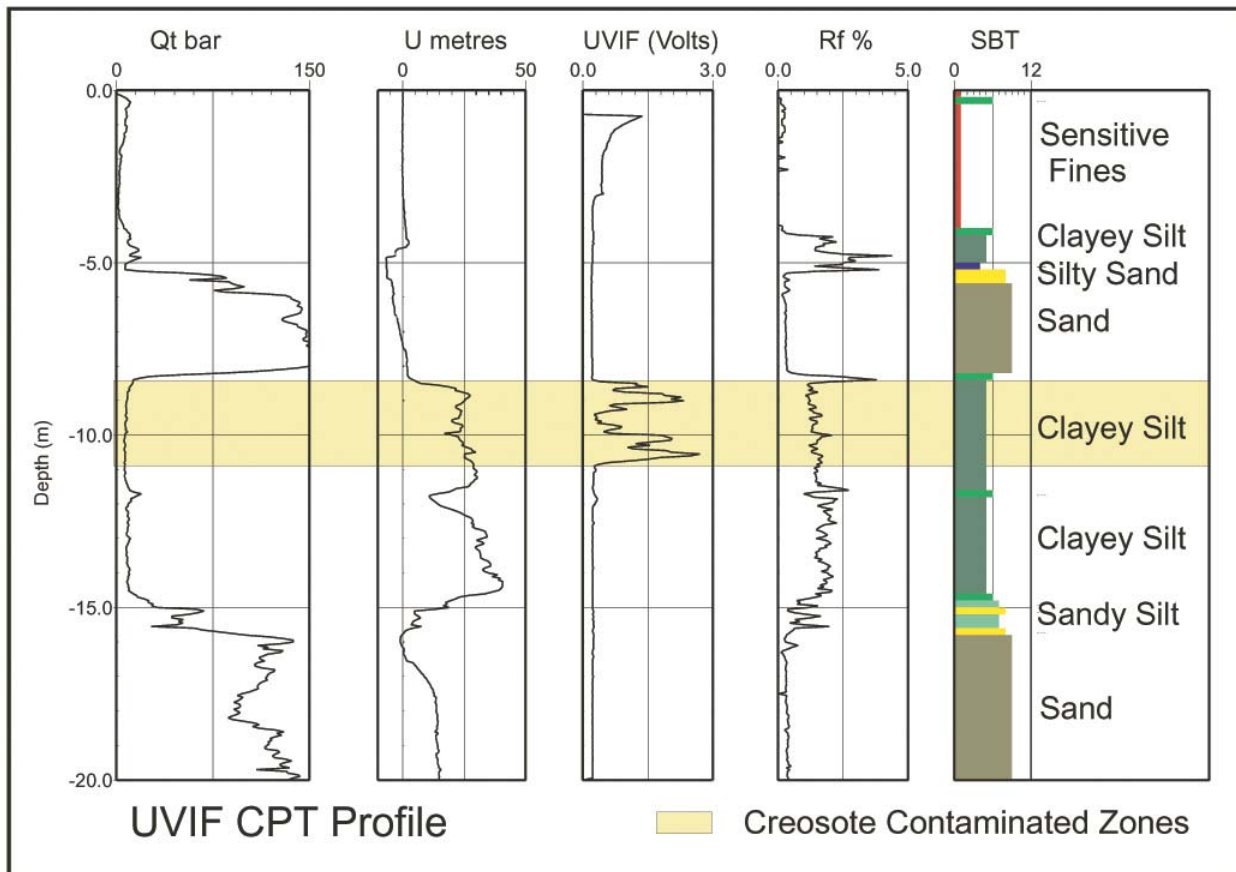 Qt bar
U metres
UVIF (Volts)
Rf %
SBT
0
150
0
50
0.0
3.0
0.0
5.0
0
12
0.0
-5.0
-10.0
-15.0
-20.0
Depth (m)
Sensitive
Fines
Clayey Silt
Silty Sand
Sand
Clayey Silt
Clayey Silt
Sandy Silt
Sand
UVIF CPT Profile
Creosote Contaminated Zones